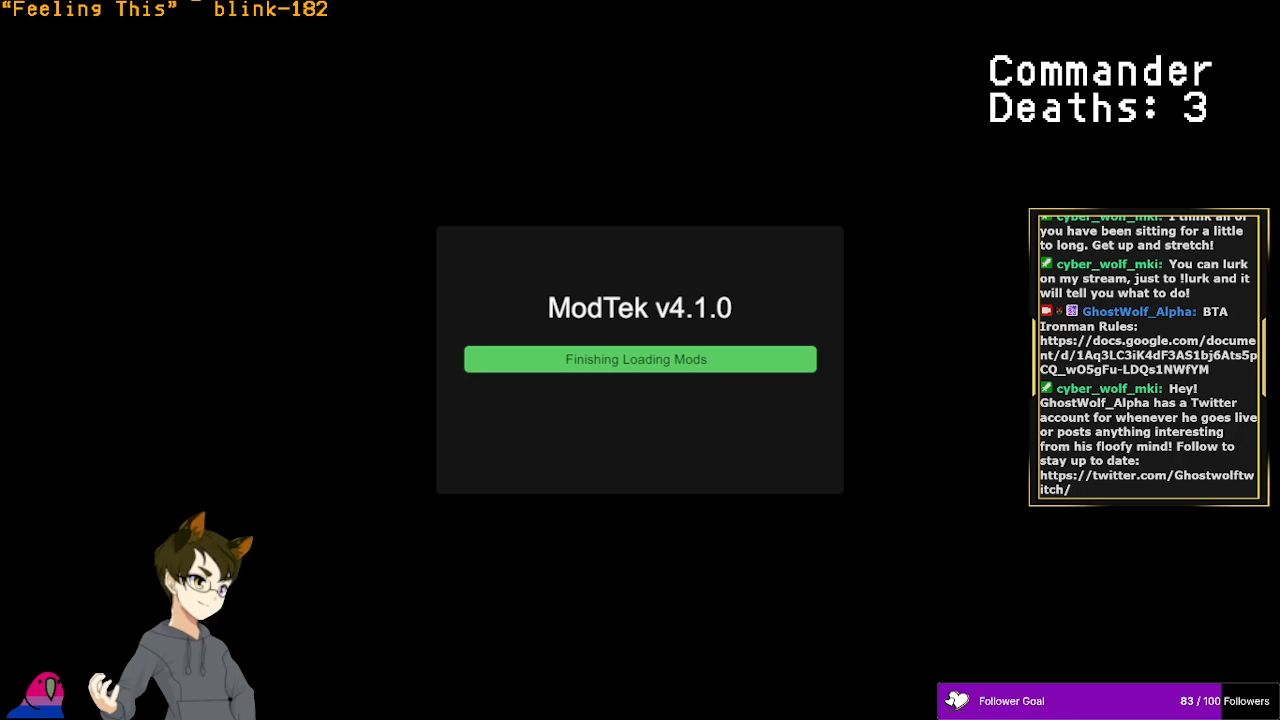 “Feeling This” ~ blink-182
Commander
Deaths: 3
ModTek v4.1.0
Finishing Loading Mods
cyber_wolf_mki: I think all of
you have been sitting for a little
to long. Get up and stretch!
cyber_wolf_mki: You can lurk
on my stream, just to !lurk and it
will tell you what to do!
GhostWolf_Alpha: BTA
Ironman Rules:
https://docs.google.com/docume
nt/d/1Aq3LC3iK4dF3AS1bj6Ats5p
CQ_wO5gFu-LDQs1NWfYM
cyber_wolf_mki: Hey!
GhostWolf_Alpha has a Twitter
account for whenever he goes live
or posts anything interesting
from his floofy mind! Follow to
stay up to date:
https://twitter.com/Ghostwolftw
itch/
Follower Goal
83 / 100 Followers